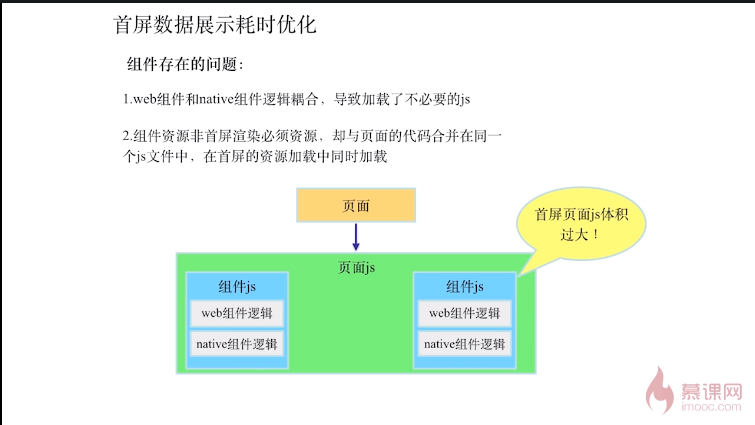 首屏数据展示耗时优化
组件存在的问题：
1.web组件和native组件逻辑耦合，导致加载了不必要的js
2.组件资源非首屏渲染必须资源，却与页面的代码合并在同一
个js文件中，在首屏的资源加载中同时加载
页面
首屏页面js体积
过大！
页面js
组件js
web组件逻辑
native组件逻辑
组件js
web组件逻辑
native组件逻辑
慕课网
imooc.com